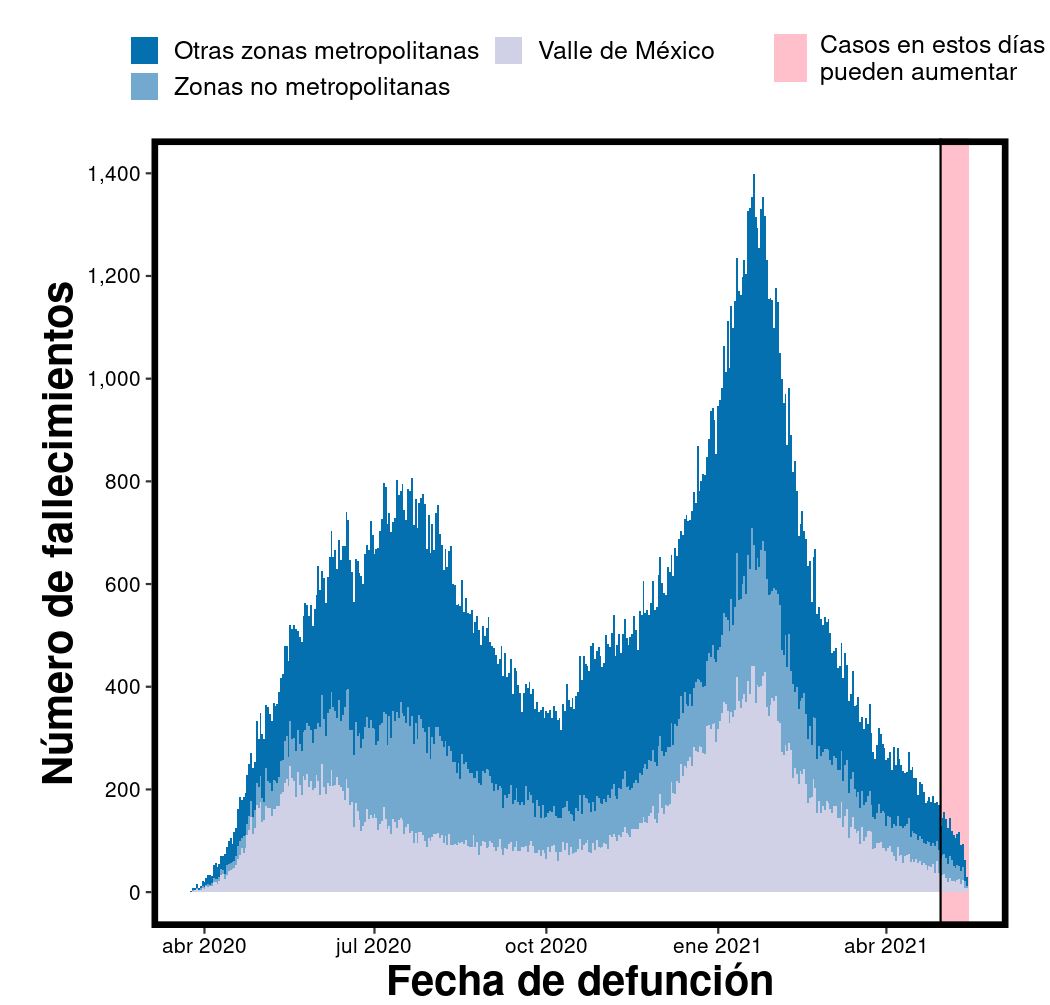 Otras zonas metropolitanas
Valle de México
Zonas no metropolitanas
Casos en estos días
pueden aumentar
Número de fallecimientos
1,400
1,200
1,000
800
600
400
200
0
abr 2020
jul 2020
oct 2020
ene 2021
abr 2021
Fecha de defunción